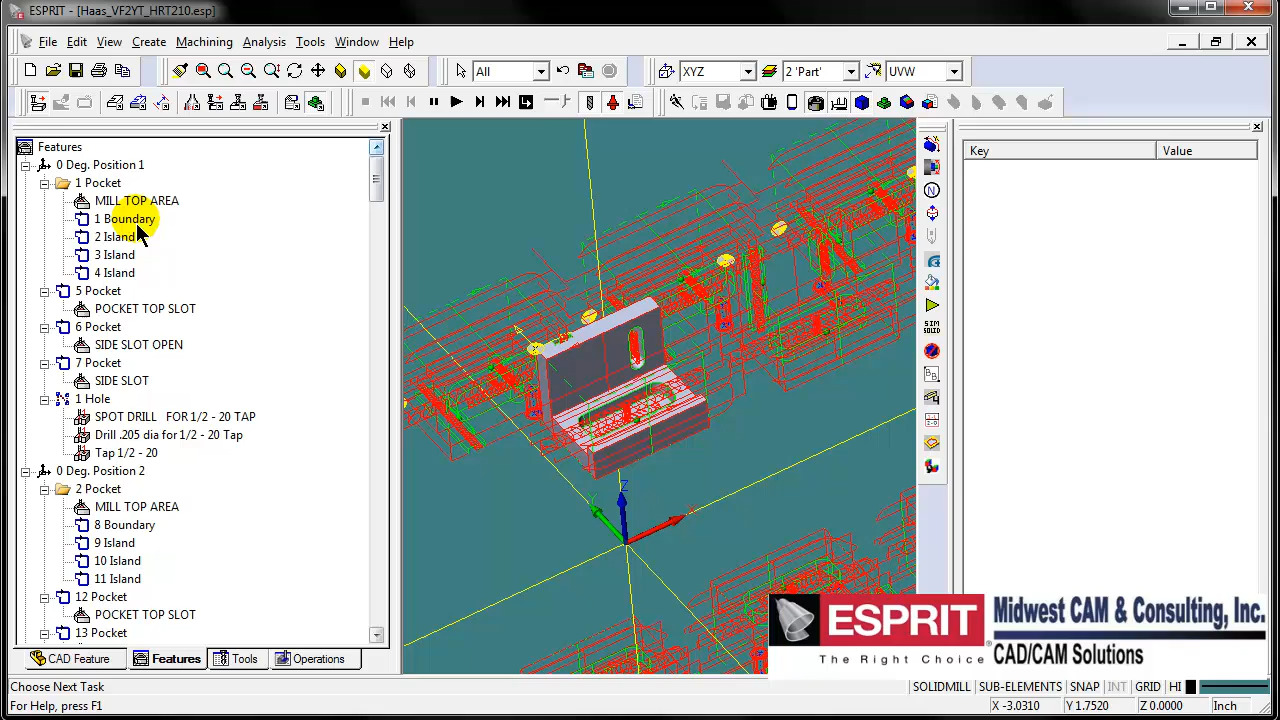 ESPRIT - [Haas_VF2YT_HRT210.esp]
File Edit View Create Machining Analysis Tools Window Help
All XYZ 2 'Part' UVW
Features
0 Deg. Position 1
1 Pocket
MILL TOP AREA
1 Boundary
2 Island
3 Island
4 Island
5 Pocket
POCKET TOP SLOT
6 Pocket
SIDE SLOT OPEN
7 Pocket
SIDE SLOT
1 Hole
SPOT DRILL FOR 1/2 - 20 TAP
Drill .205 dia for 1/2 - 20 Tap
Tap 1/2 - 20
0 Deg. Position 2
2 Pocket
MILL TOP AREA
8 Boundary
9 Island
10 Island
11 Island
12 Pocket
POCKET TOP SLOT
13 Pocket
CAD Feature Features Tools Operations
Z
Y
X
N
SIM
SOLID
Key Value
ESPRIT®
The Right Choice
Midwest CAM & Consulting, Inc.
CAD/CAM Solutions
Choose Next Task
SOLIDMILL SUB-ELEMENTS SNAP INT GRID HI
For Help, press F1
X -3.0310 Y 1.7520 Z 0.0000 Inch